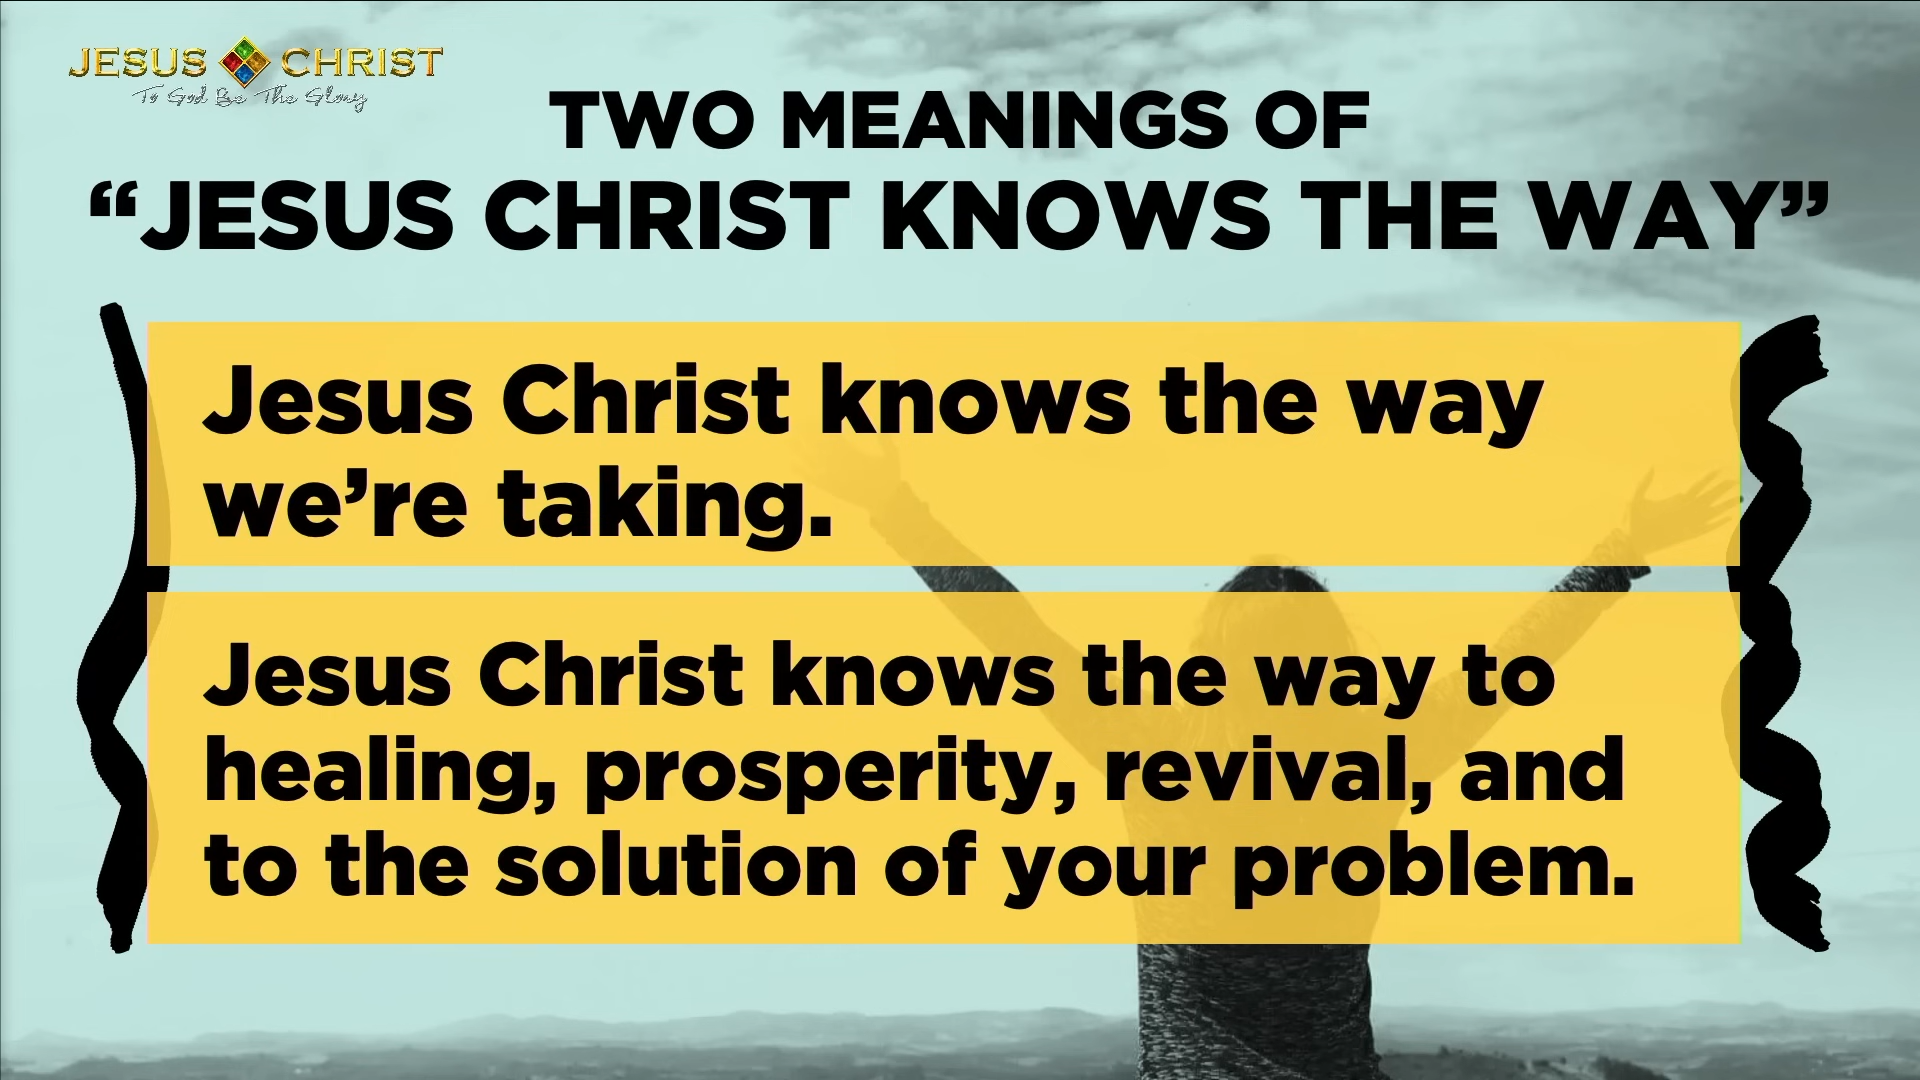 JESUS CHRIST
To God Be The Glory
TWO MEANINGS OF
“JESUS CHRIST KNOWS THE WAY”
Jesus Christ knows the way
we’re taking.
Jesus Christ knows the way to
healing, prosperity, revival, and
to the solution of your problem.